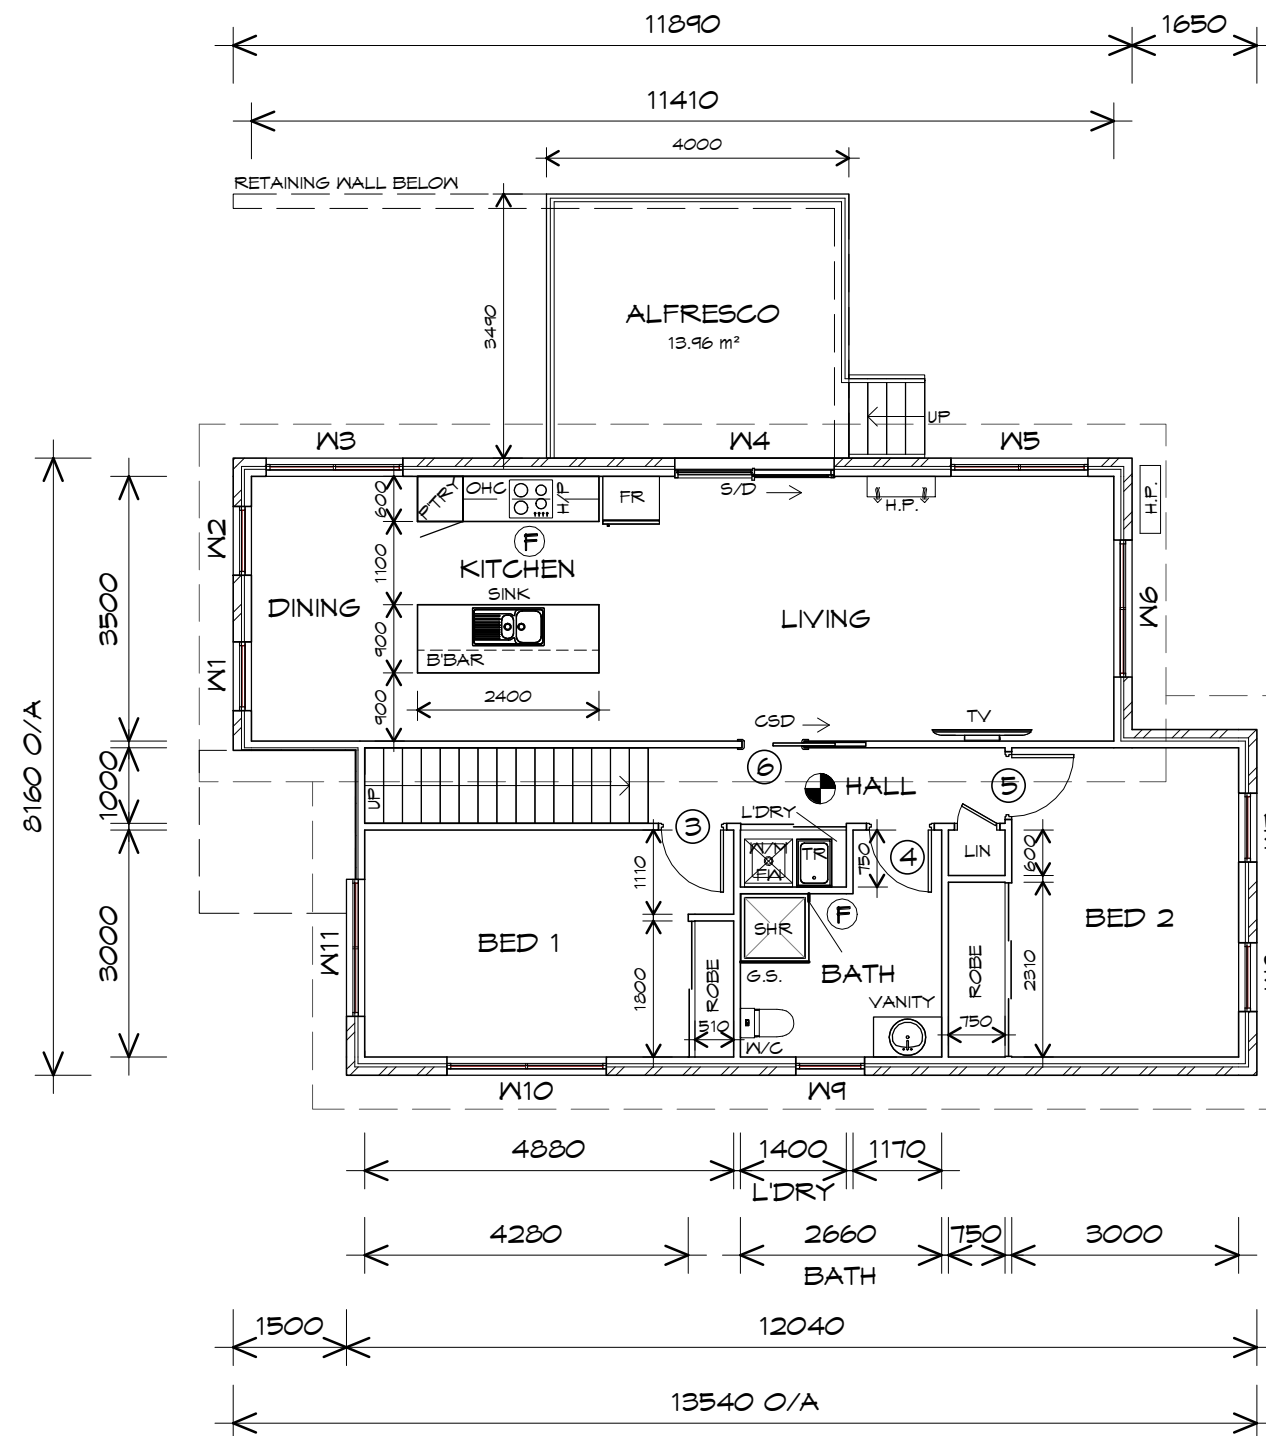 11890
1650
11410
4000
RETAINING WALL BELOW
3490
ALFRESCO
13.96 m²
UP
W3
W4
W5
PTRY
OHC
H/P
FR
S/D
H.P.
H.P.
600
F
W2
1100
KITCHEN
SINK
DINING
LIVING
W6
3500
900
B'BAR
W1
2400
900
CSD
TV
8160 O/A
1000
UP
6
HALL
5
L'DRY
3
W/M
FW
TR
750
4
LIN
600
1110
F
BED 2
BED 1
SHR
3000
W11
G.S.
BATH
ROBE
ROBE
2310
1800
VANITY
510
W/C
750
W10
W9
4880
1400
1170
L'DRY
4280
2660
750
3000
BATH
1500
12040
13540 O/A